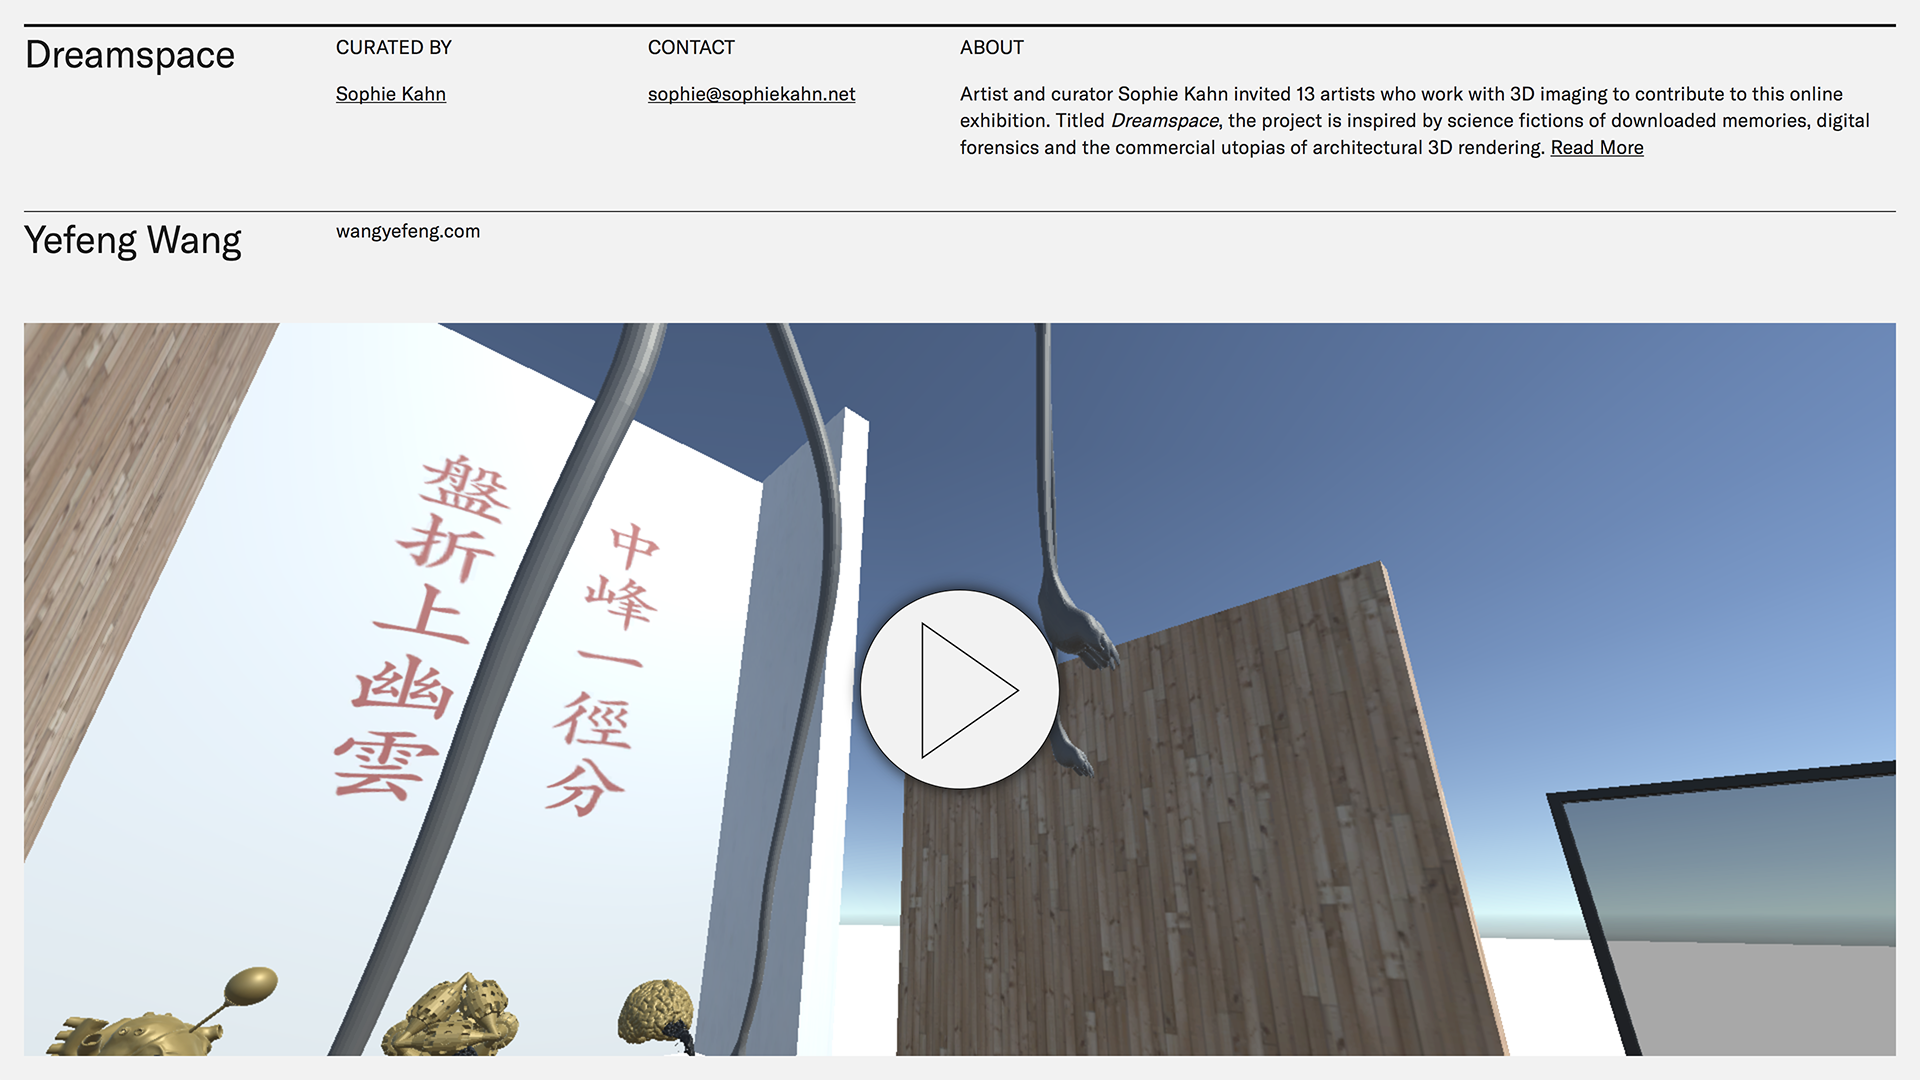 Dreamspace
CURATED BY
Sophie Kahn
CONTACT
sophie@sophiekahn.net
ABOUT
Artist and curator Sophie Kahn invited 13 artists who work with 3D imaging to contribute to this online
exhibition. Titled Dreamspace, the project is inspired by science fictions of downloaded memories, digital
forensics and the commercial utopias of architectural 3D rendering. Read More
Yefeng Wang
wangyefeng.com
中峰一徑分
盤折上幽雲